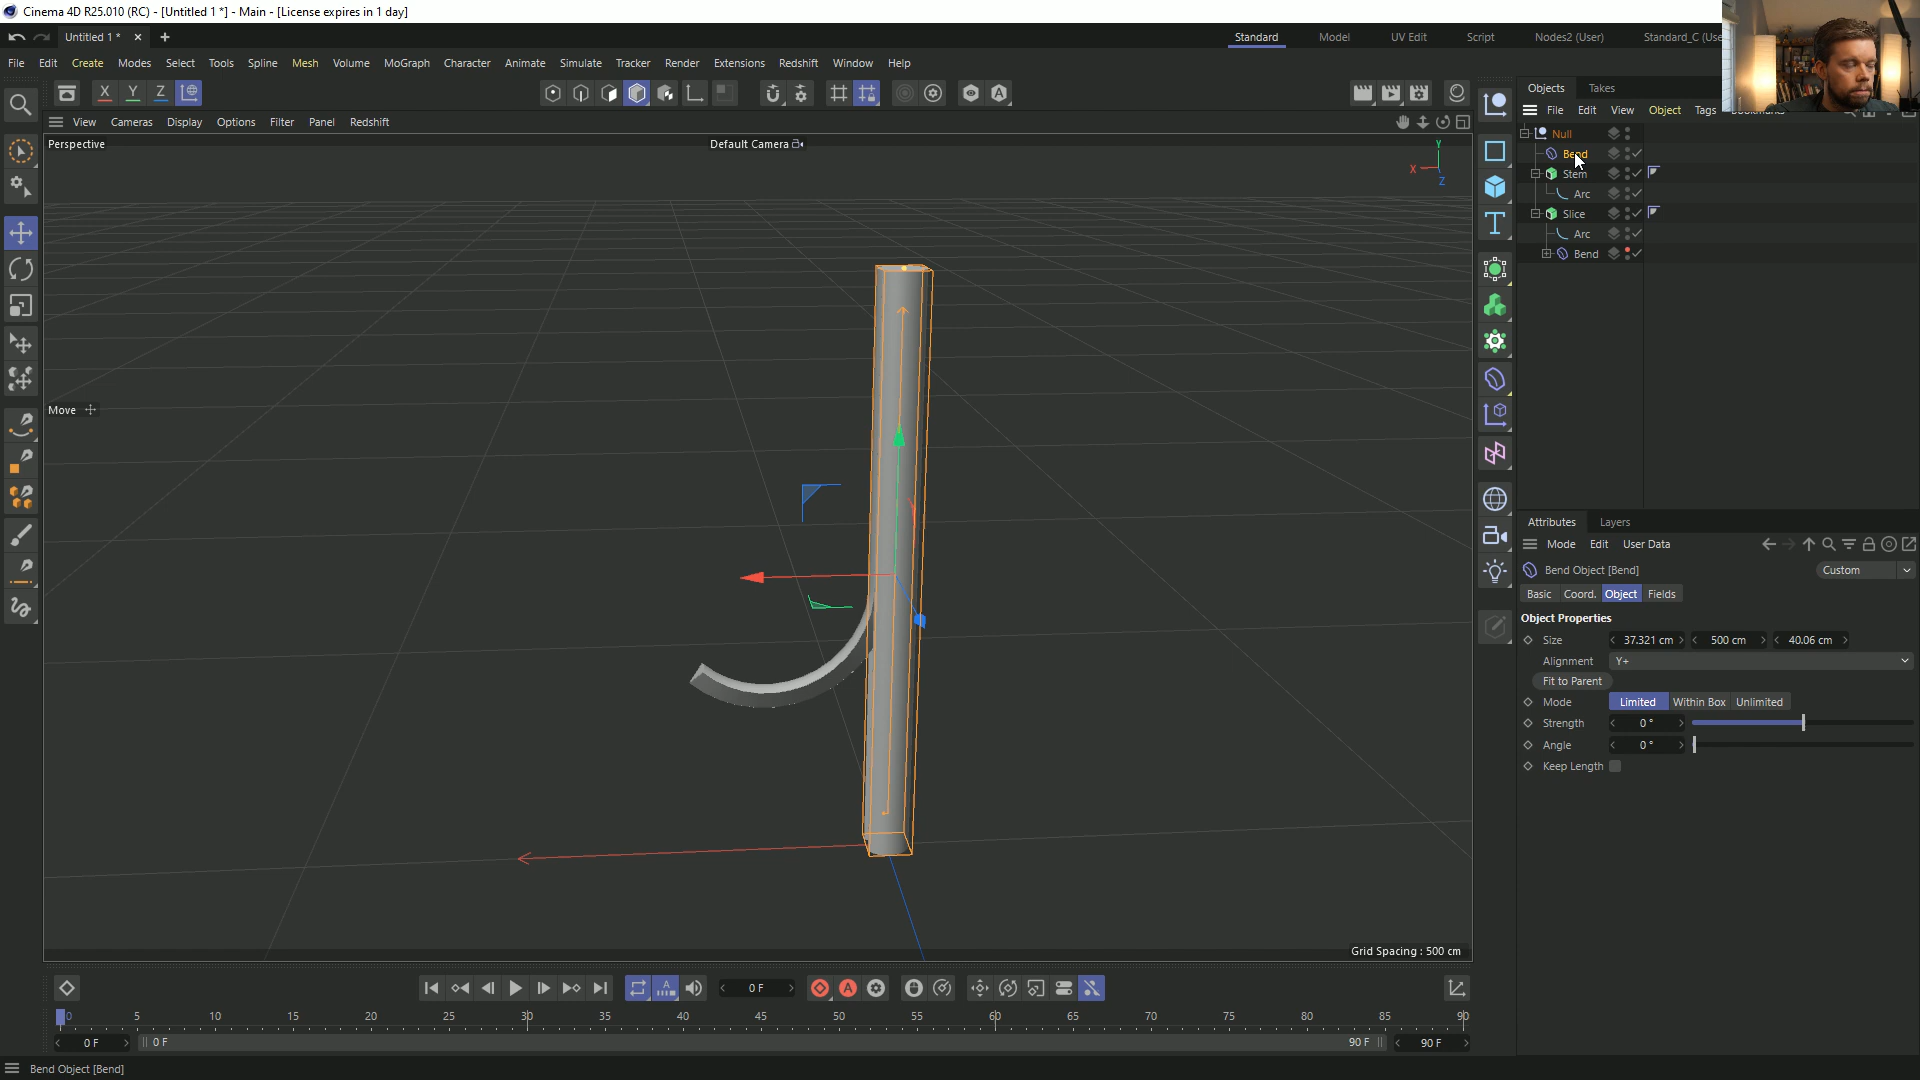 Cinema 4D R25.010 (RC) - [Untitled 1 *] - Main - [License expires in 1 day]
Untitled 1 *
Standard
Model
UV Edit
Script
Nodes2 (User)
Standard_C (Use
File Edit Create Modes Select Tools Spline Mesh Volume MoGraph Character Animate Simulate Tracker Render Extensions Redshift Window Help
X Y Z
Objects Takes
File Edit View Object Tags
View Cameras Display Options Filter Panel Redshift
Perspective
Default Camera
Y
X
Z
Null
Bend
Stem
Arc
Slice
Arc
Bend
Move
Grid Spacing : 500 cm
Attributes Layers
Mode Edit User Data
Bend Object [Bend]
Custom
Basic Coord. Object Fields
Object Properties
Size 37.321 cm 500 cm 40.06 cm
Alignment Y+
Fit to Parent
Mode Limited Within Box Unlimited
Strength 0 °
Angle 0 °
Keep Length
0 F
0 5 10 15 20 25 30 35 40 45 50 55 60 65 70 75 80 85 90
0 F 0 F 90 F 90 F
Bend Object [Bend]